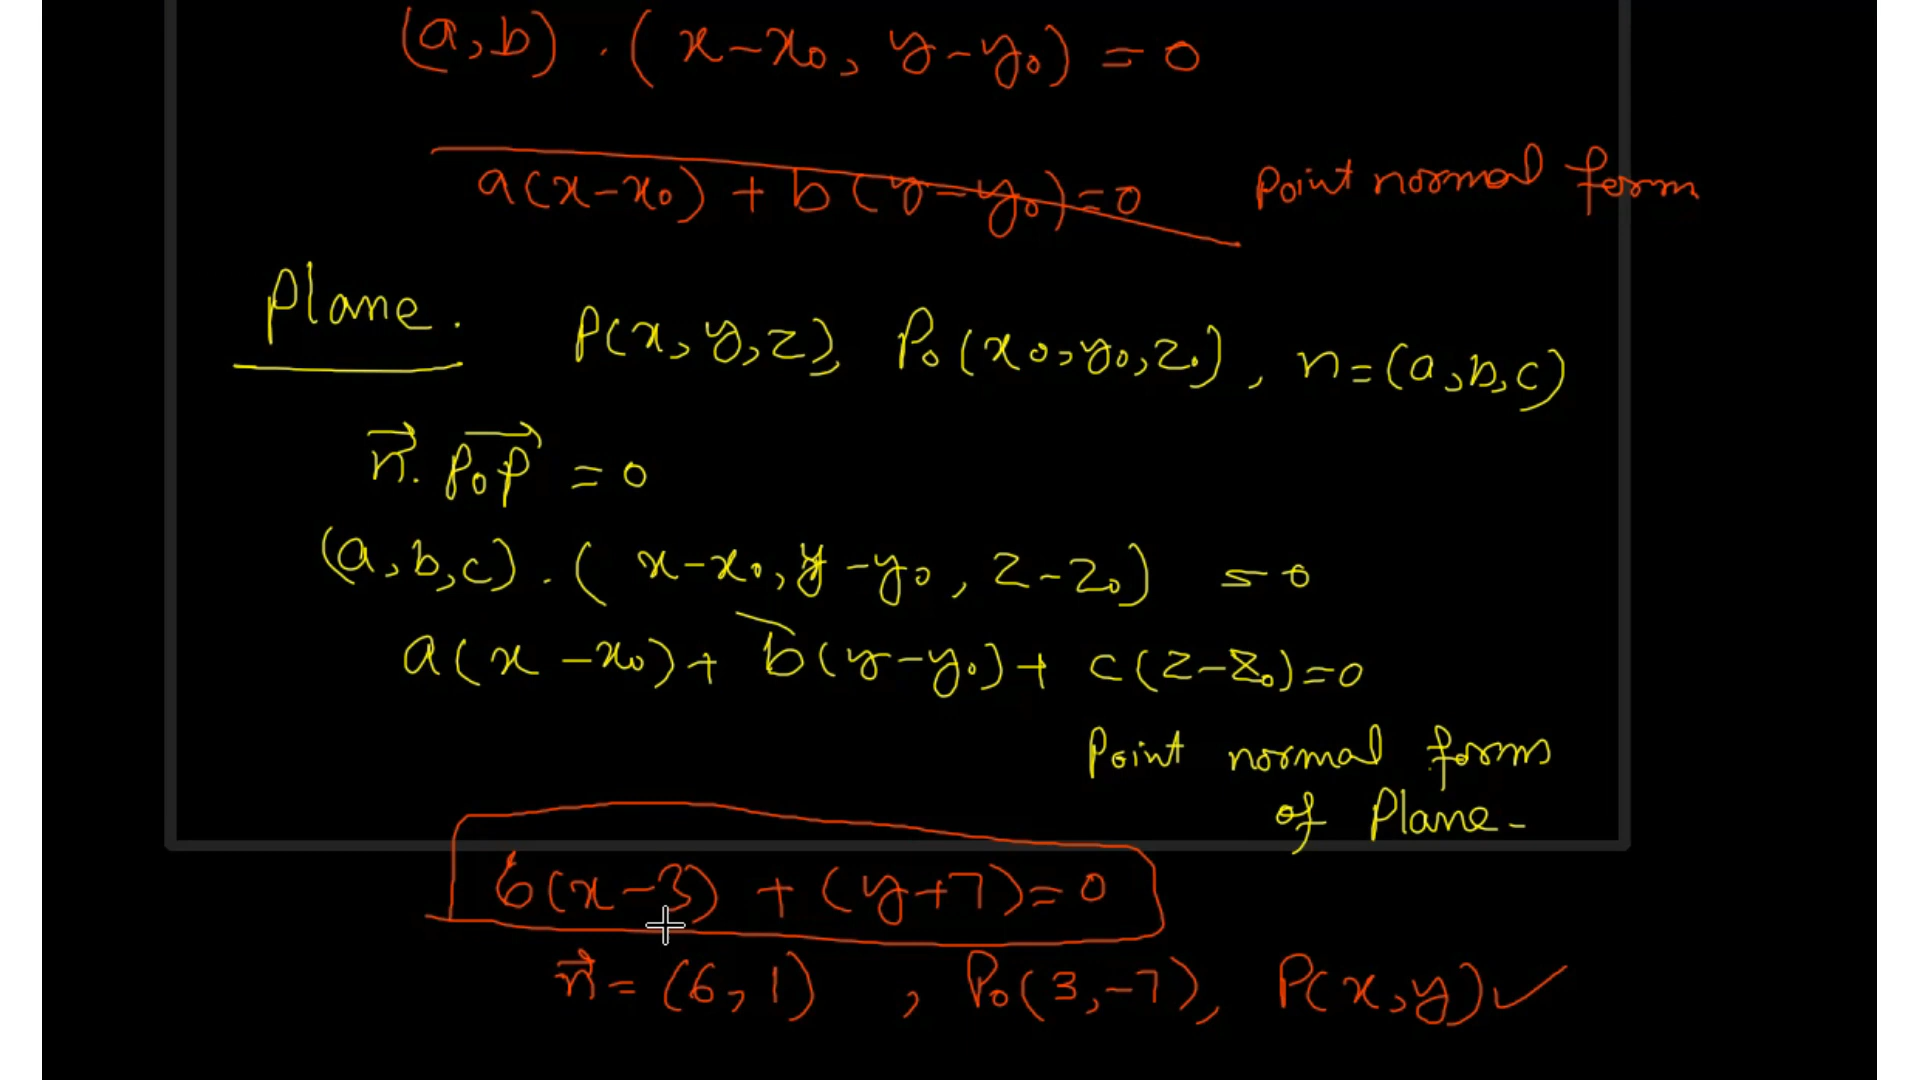 (a,b) . (x-x₀, y-y₀) = 0
a(x-x₀) + b(y-y₀)=0 Point normal form
Plane. P(x,y,z), P₀(x₀,y₀,z₀), n=(a,b,c)
n⃗. P₀P⃗ = 0
(a,b,c) . (x-x₀, y-y₀, z-z₀) = 0
a(x-x₀) + b(y-y₀) + c(z-z₀)=0
Point normal forms
of Plane-
6(x-3) + (y+7)=0
n⃗ = (6,1) , P₀(3,-7), P(x,y) ✓